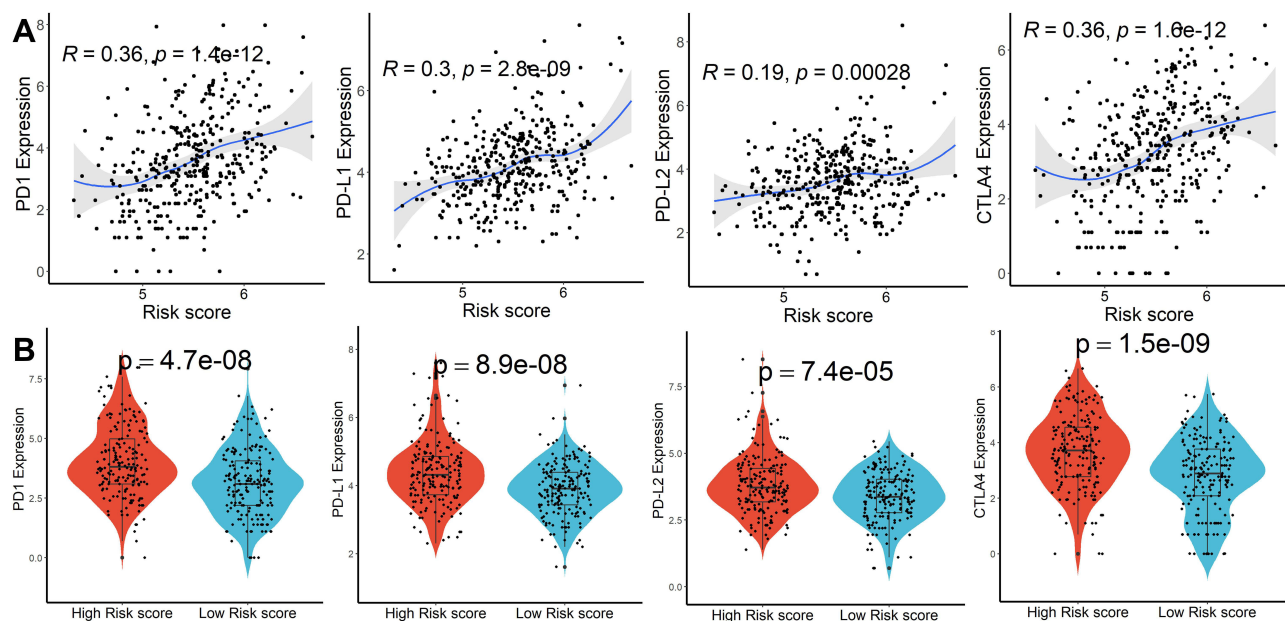 A
R = 0.36, p = 1.4e-12
PD1 Expression
8
6
4
2
0
5
6
Risk score
R = 0.3, p = 2.8e-09
PD-L1 Expression
6
4
2
5
6
Risk score
R = 0.19, p = 0.00028
PD-L2 Expression
8
6
4
2
5
6
Risk score
R = 0.36, p = 1.6e-12
CTLA4 Expression
6
4
2
0
5
6
Risk score
B
p = 4.7e-08
PD1 Expression
7.5
5.0
2.5
0.0
High Risk score
Low Risk score
p = 8.9e-08
PD-L1 Expression
8
6
4
2
High Risk score
Low Risk score
p = 7.4e-05
PD-L2 Expression
7.5
5.0
2.5
0.0
High Risk score
Low Risk score
p = 1.5e-09
CTLA4 Expression
8
6
4
2
0
High Risk score
Low Risk score